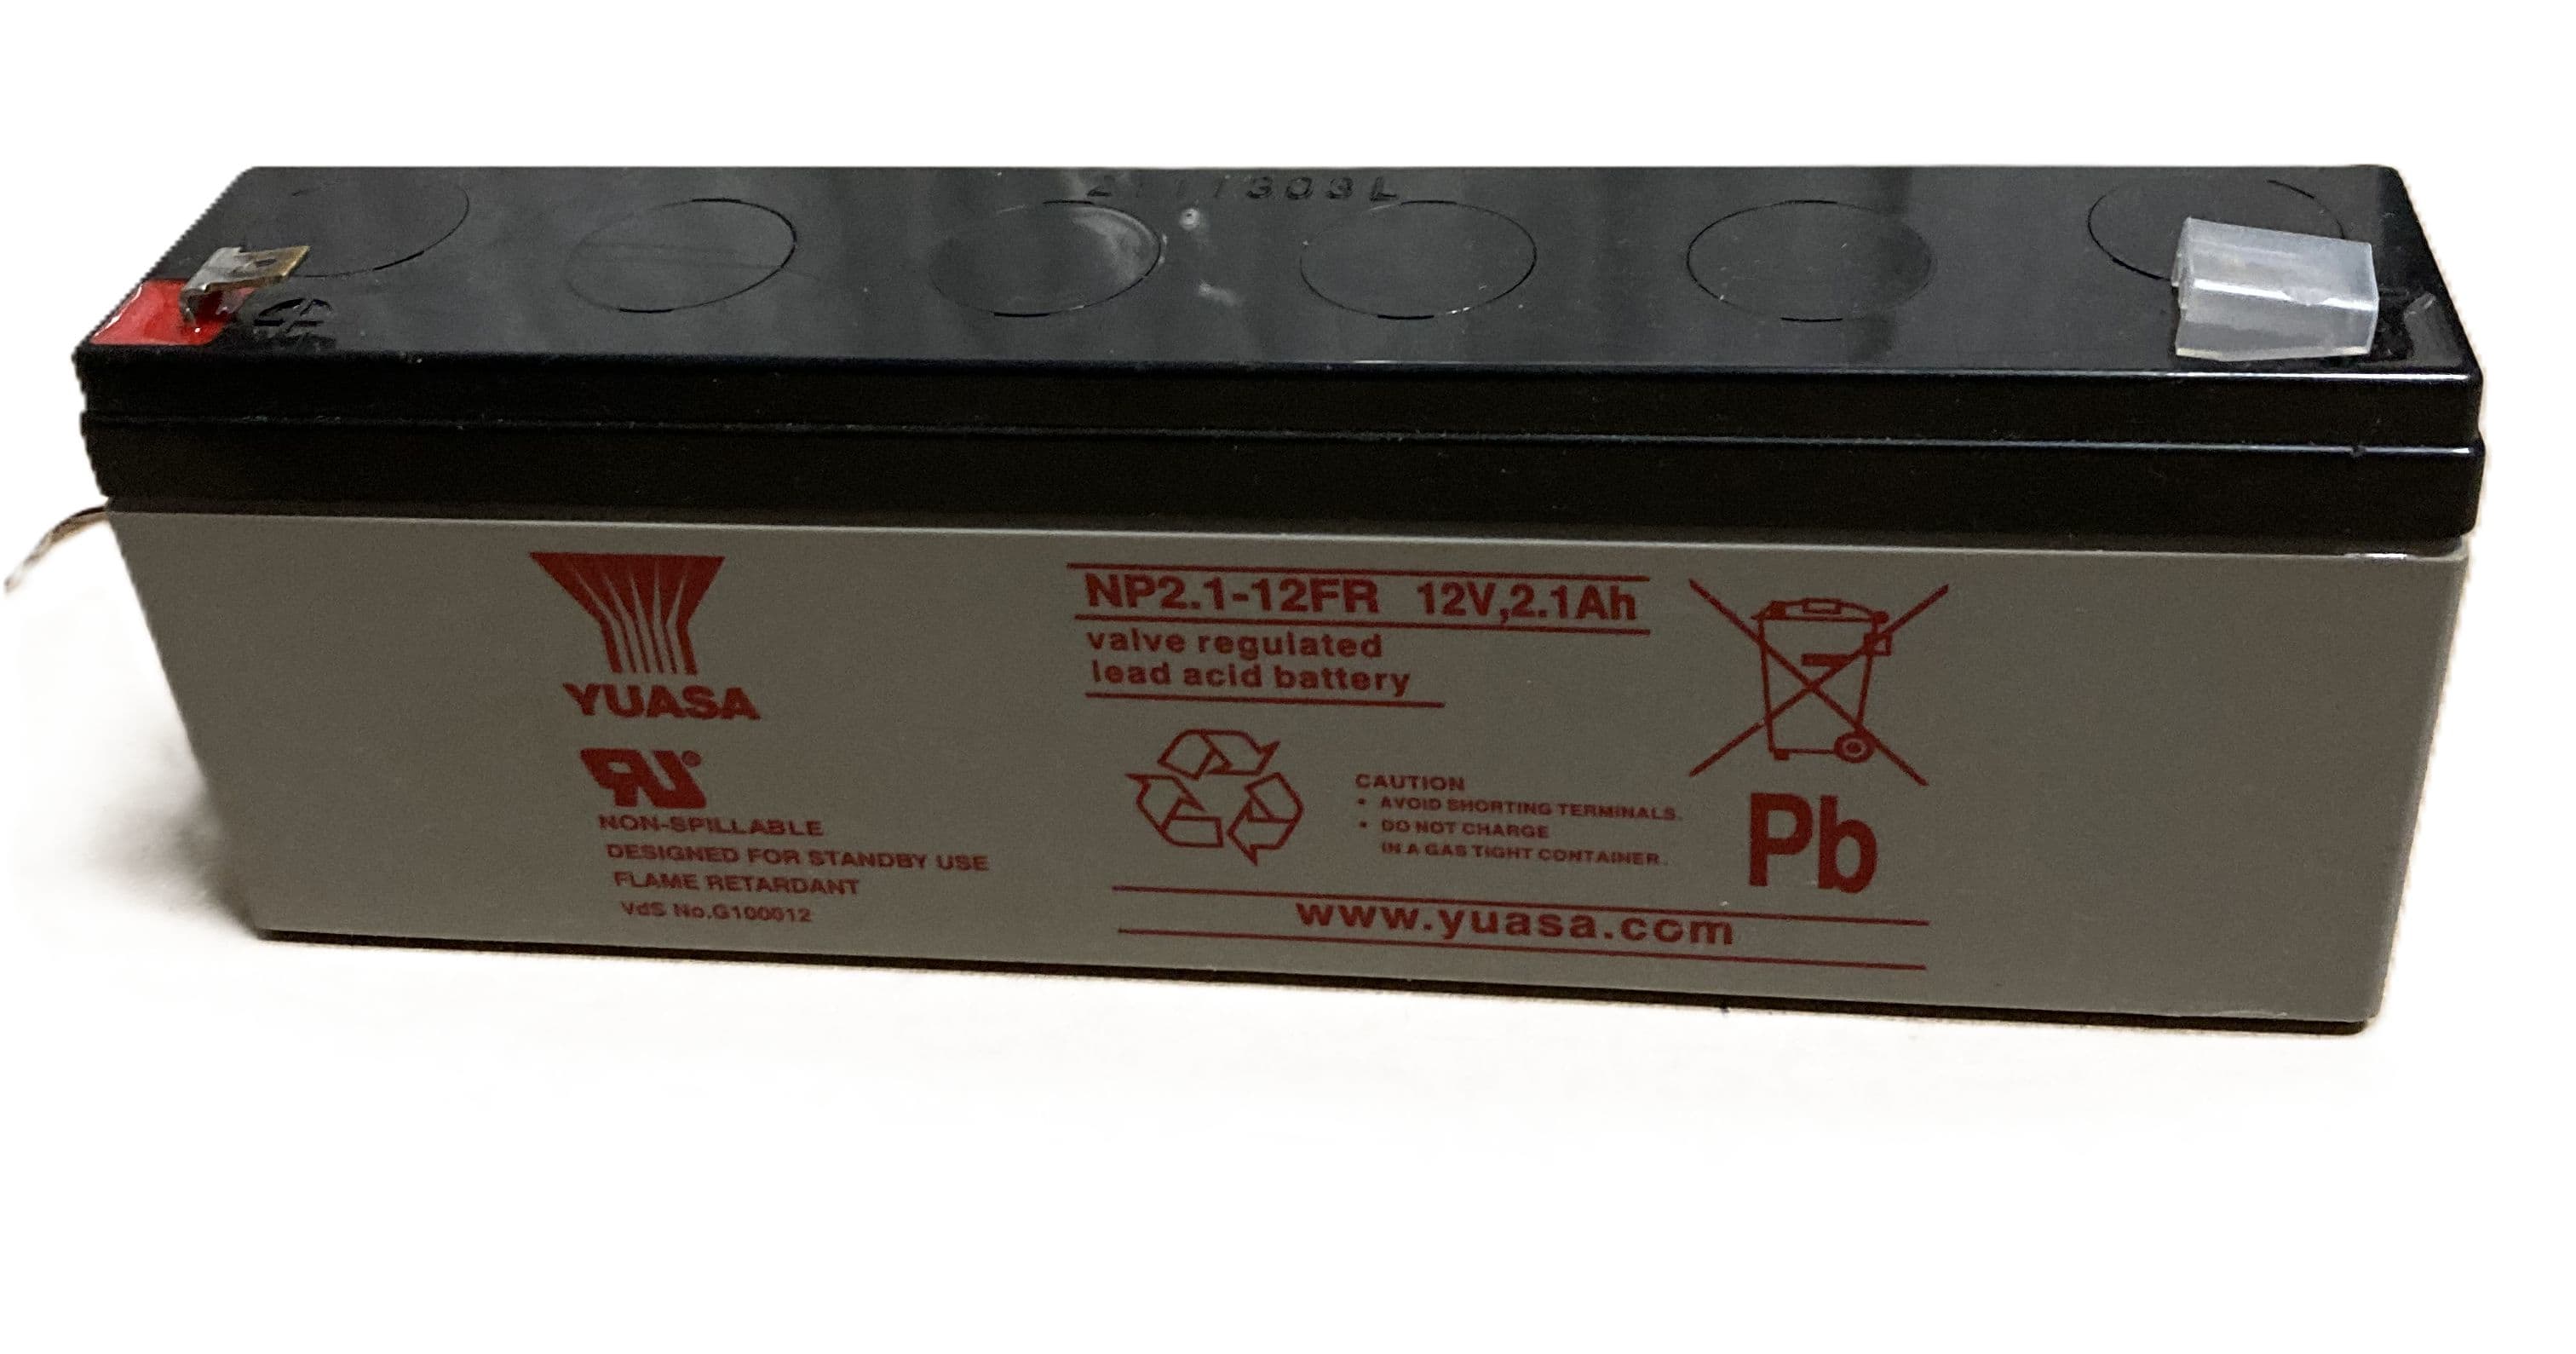 YUASA
NON-SPILLABLE
DESIGNED FOR STANDBY USE
FLAME RETARDANT
VdS No.G100012
NP2.1-12FR 12V,2.1Ah
valve regulated
lead acid battery
CAUTION
• AVOID SHORTING TERMINALS.
• DO NOT CHARGE
IN A GAS TIGHT CONTAINER.
www.yuasa.com
Pb